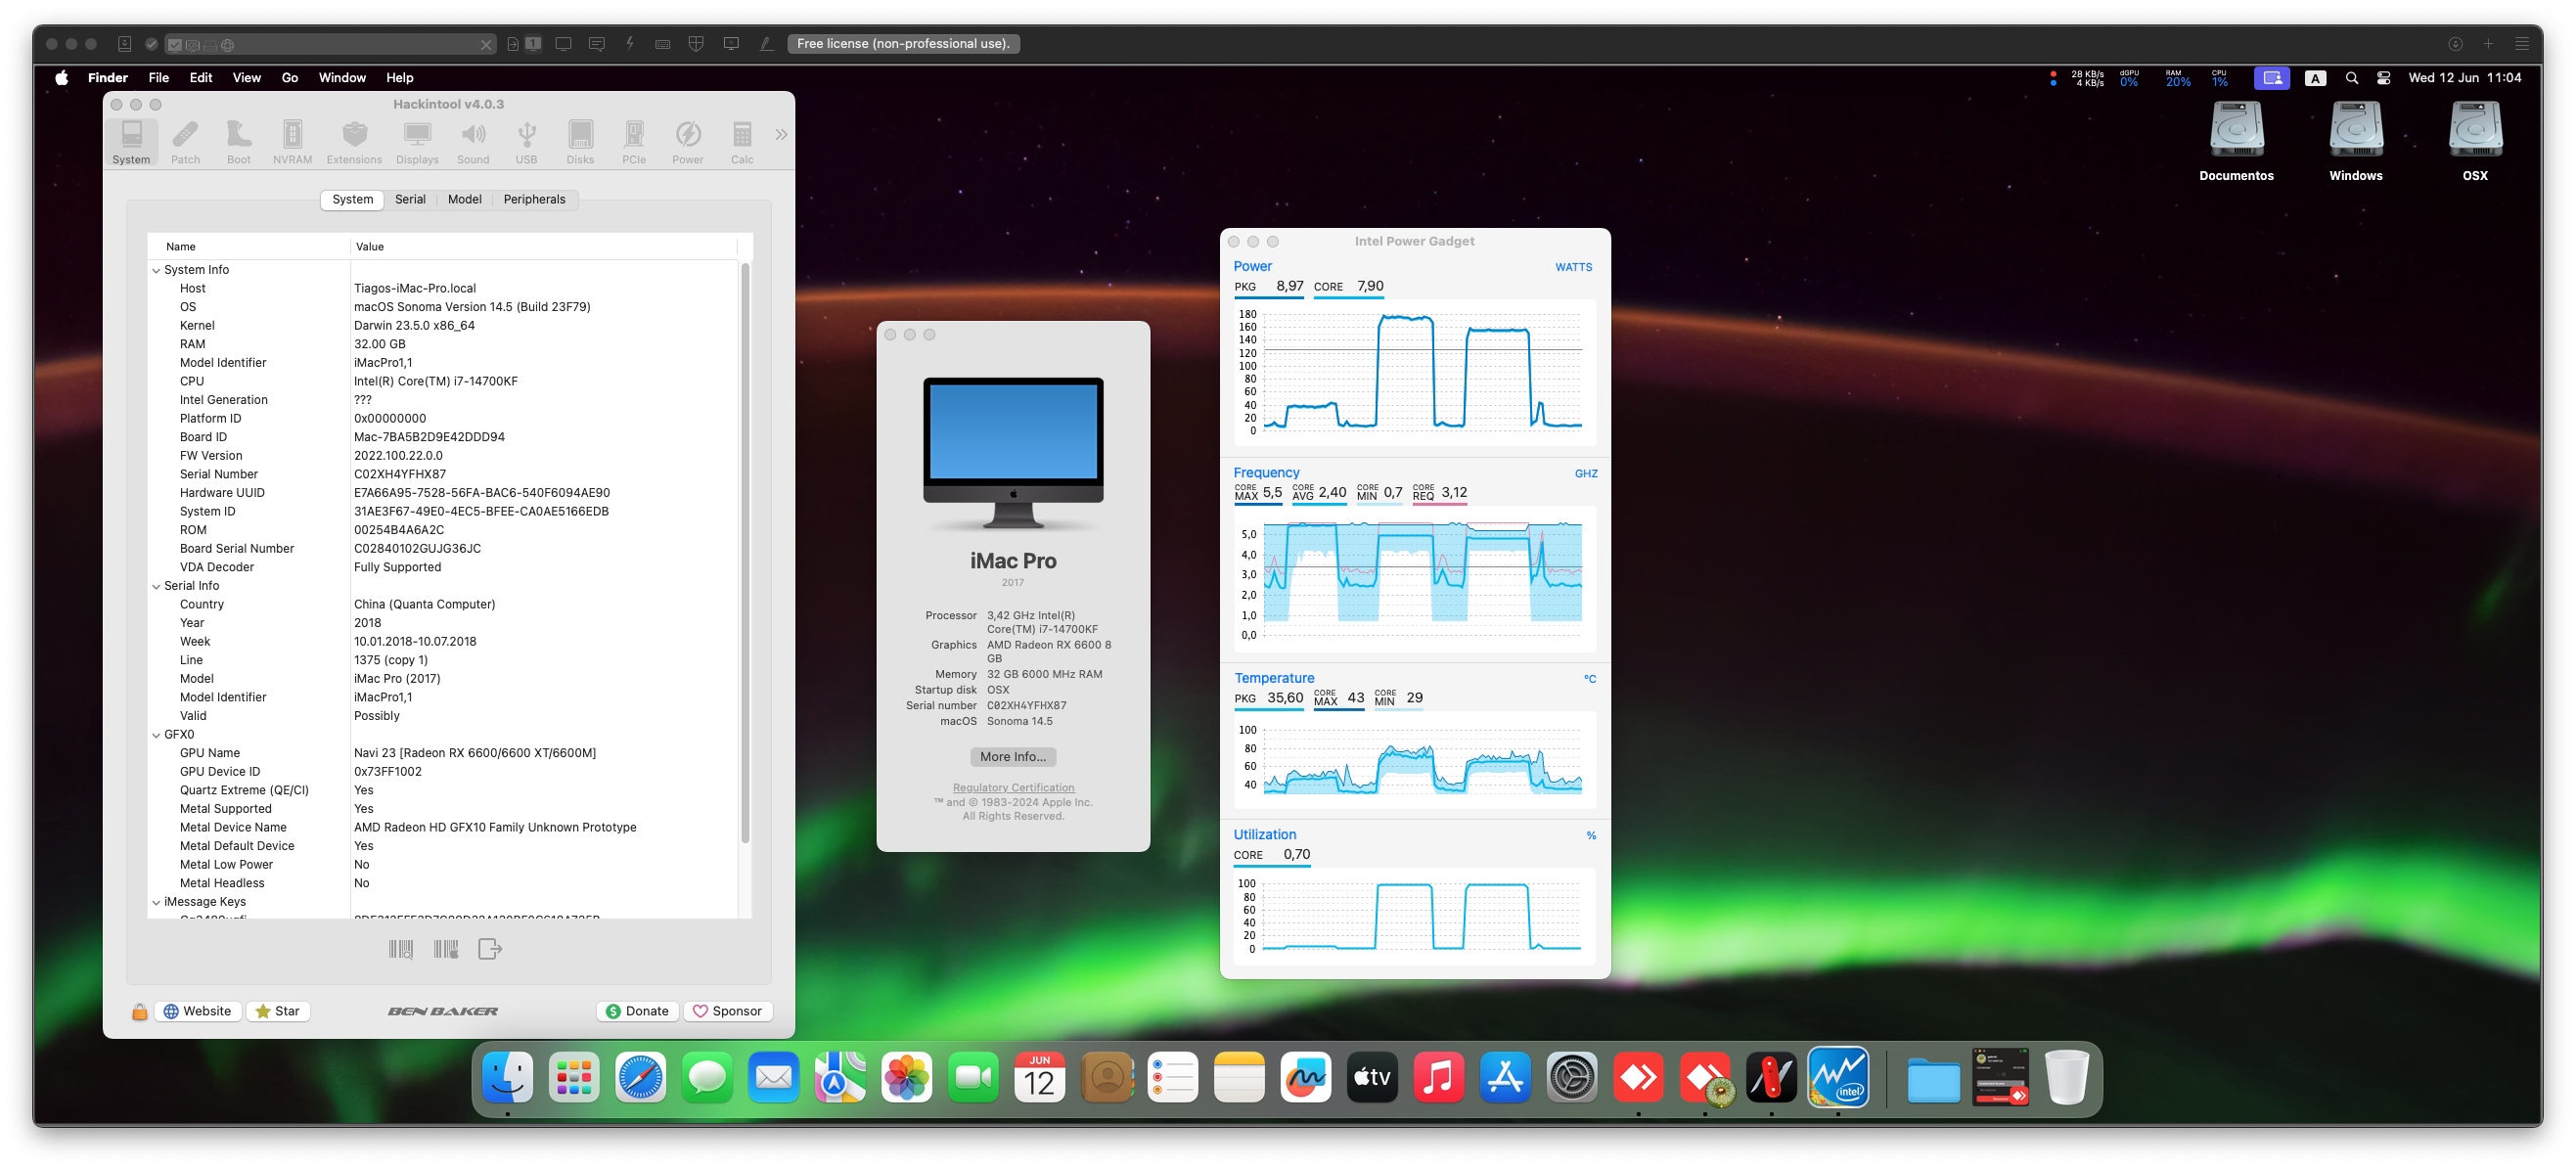 1
Free license (non-professional use).
Finder File Edit View Go Window Help
28 KB/s
4 KB/s
dGPU
0%
RAM
20%
CPU
1%
A
Wed 12 Jun 11:04
Hackintool v4.0.3
System Patch Boot NVRAM Extensions Displays Sound USB Disks PCIe Power Calc
System Serial Model Peripherals
Name Value
System Info
Host Tiagos-iMac-Pro.local
OS macOS Sonoma Version 14.5 (Build 23F79)
Kernel Darwin 23.5.0 x86_64
RAM 32.00 GB
Model Identifier iMacPro1,1
CPU Intel(R) Core(TM) i7-14700KF
Intel Generation ???
Platform ID 0x00000000
Board ID Mac-7BA5B2D9E42DDD94
FW Version 2022.100.22.0.0
Serial Number C02XH4YFHX87
Hardware UUID E7A66A95-7528-56FA-BAC6-540F6094AE90
System ID 31AE3F67-49E0-4EC5-BFEE-CA0AE5166EDB
ROM 00254B4A6A2C
Board Serial Number C02840102GUJG36JC
VDA Decoder Fully Supported
Serial Info
Country China (Quanta Computer)
Year 2018
Week 10.01.2018-10.07.2018
Line 1375 (copy 1)
Model iMac Pro (2017)
Model Identifier iMacPro1,1
Valid Possibly
GFX0
GPU Name Navi 23 [Radeon RX 6600/6600 XT/6600M]
GPU Device ID 0x73FF1002
Quartz Extreme (QE/CI) Yes
Metal Supported Yes
Metal Device Name AMD Radeon HD GFX10 Family Unknown Prototype
Metal Default Device Yes
Metal Low Power No
Metal Headless No
iMessage Keys
Website Star BEN BAKER Donate Sponsor
iMac Pro
2017
Processor 3,42 GHz Intel(R)
Core(TM) i7-14700KF
Graphics AMD Radeon RX 6600 8
GB
Memory 32 GB 6000 MHz RAM
Startup disk OSX
Serial number C02XH4YFHX87
macOS Sonoma 14.5
More Info...
Regulatory Certification
™ and © 1983-2024 Apple Inc.
All Rights Reserved.
Intel Power Gadget
Power WATTS
PKG 8,97 CORE 7,90
180
160
140
120
100
80
60
40
20
0
Frequency GHZ
CORE MAX 5,5 CORE AVG 2,40 CORE MIN 0,7 CORE REQ 3,12
5,0
4,0
3,0
2,0
1,0
0,0
Temperature °C
PKG 35,60 CORE MAX 43 CORE MIN 29
100
80
60
40
Utilization %
CORE 0,70
100
80
60
40
20
0
Documentos Windows OSX
JUN
12
tv
intel